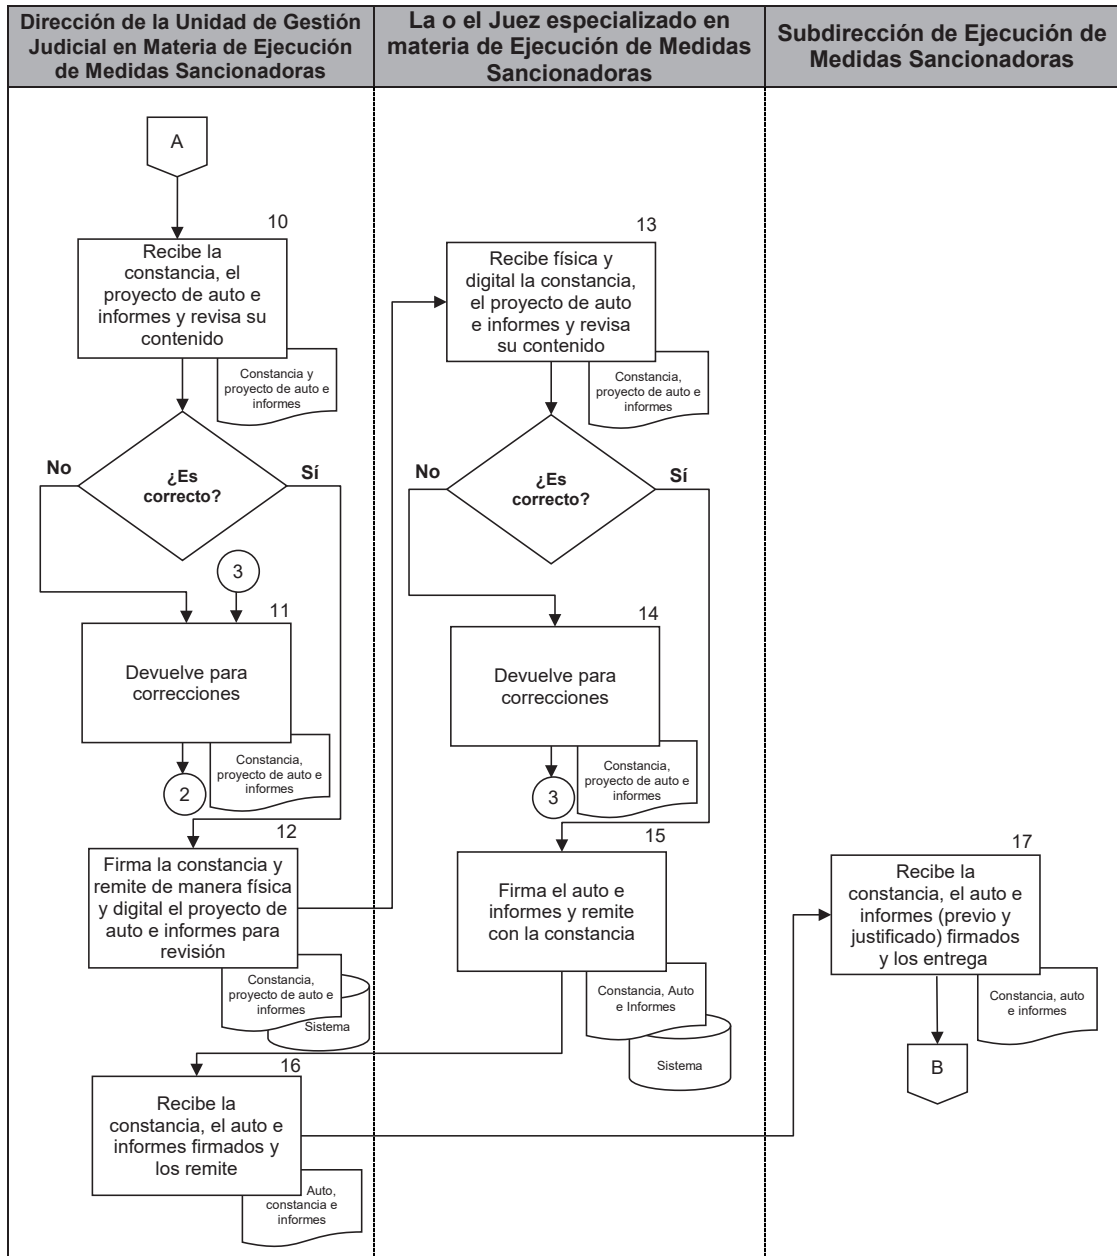 Dirección de la Unidad de Gestión
Judicial en Materia de Ejecución
de Medidas Sancionadoras
La o el Juez especializado en
materia de Ejecución de Medidas
Sancionadoras
Subdirección de Ejecución de
Medidas Sancionadoras
A
10
Recibe la
constancia, el
proyecto de auto e
informes y revisa su
contenido
Constancia y
proyecto de auto e
informes
¿Es
correcto?
No
Sí
3
11
Devuelve para
correcciones
Constancia,
proyecto de auto e
informes
2
12
Firma la constancia y
remite de manera física
y digital el proyecto de
auto e informes para
revisión
Constancia,
proyecto de auto e
informes
Sistema
13
Recibe física y
digital la constancia,
el proyecto de auto
e informes y revisa
su contenido
Constancia,
proyecto de auto e
informes
¿Es
correcto?
No
Sí
14
Devuelve para
correcciones
Constancia,
proyecto de auto e
informes
3
15
Firma el auto e
informes y remite
con la constancia
Constancia, Auto
e Informes
Sistema
16
Recibe la
constancia, el auto e
informes firmados y
los remite
Auto,
constancia e
informes
17
Recibe la
constancia, el auto e
informes (previo y
justificado) firmados
y los entrega
Constancia, auto
e informes
B